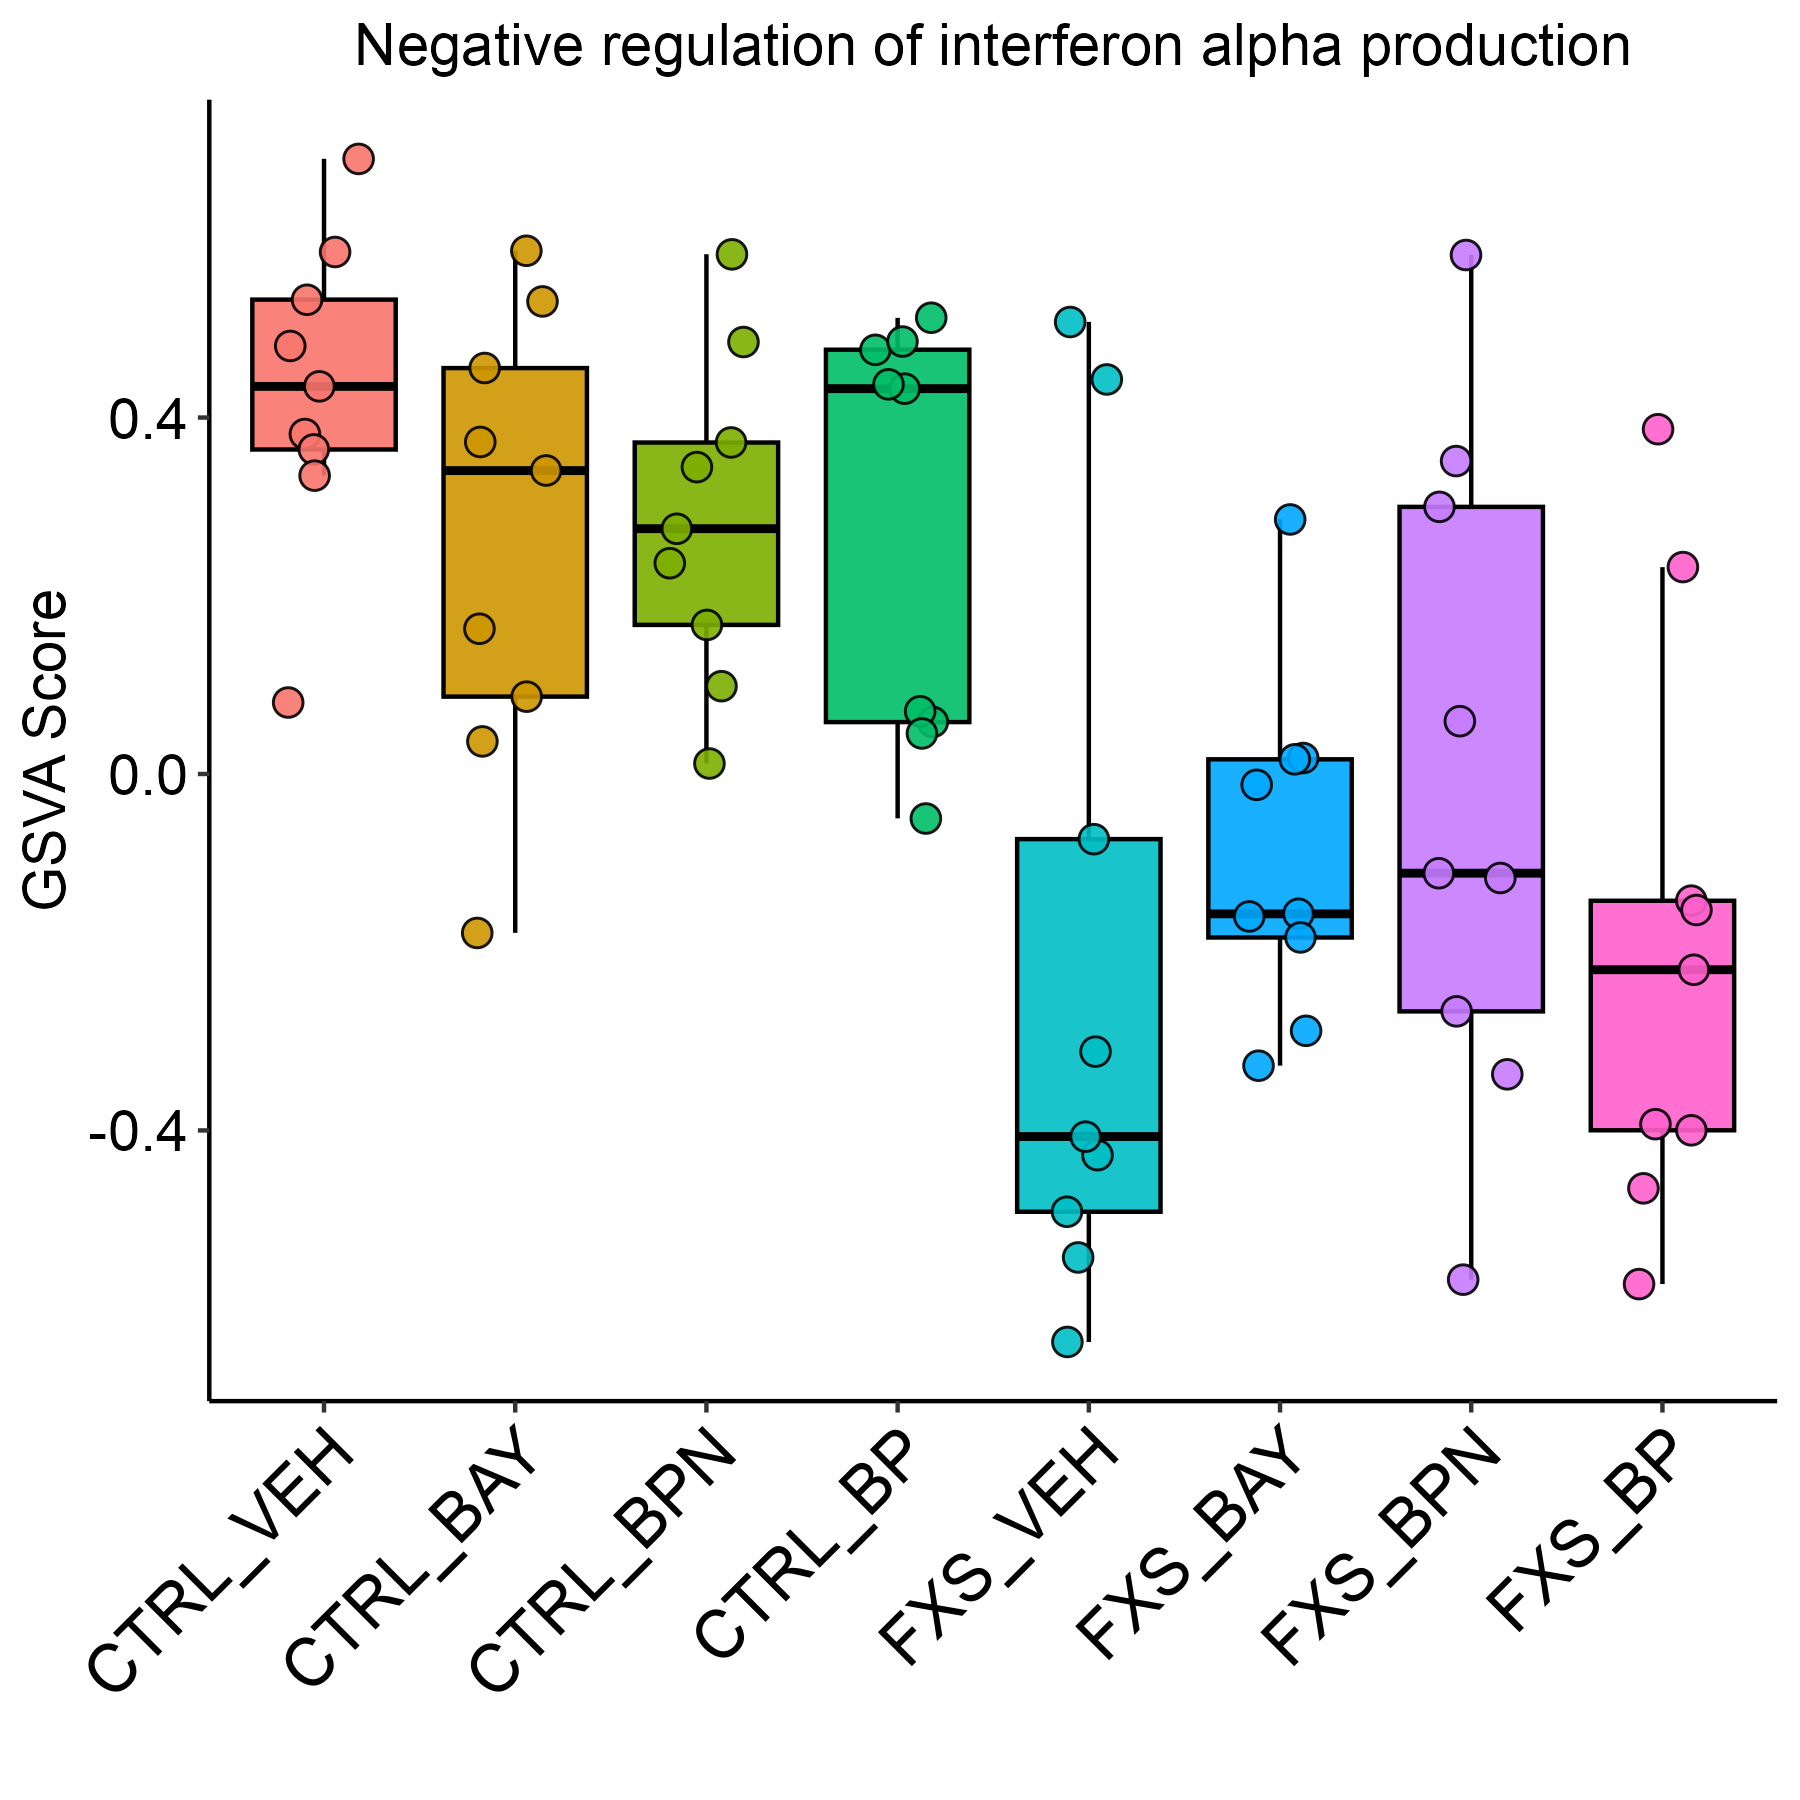 Negative regulation of interferon alpha production
GSVA Score
0.4
0.0
-0.4
CTRL_VEH
CTRL_BAY
CTRL_BPN
CTRL_BP
FXS_VEH
FXS_BAY
FXS_BPN
FXS_BP